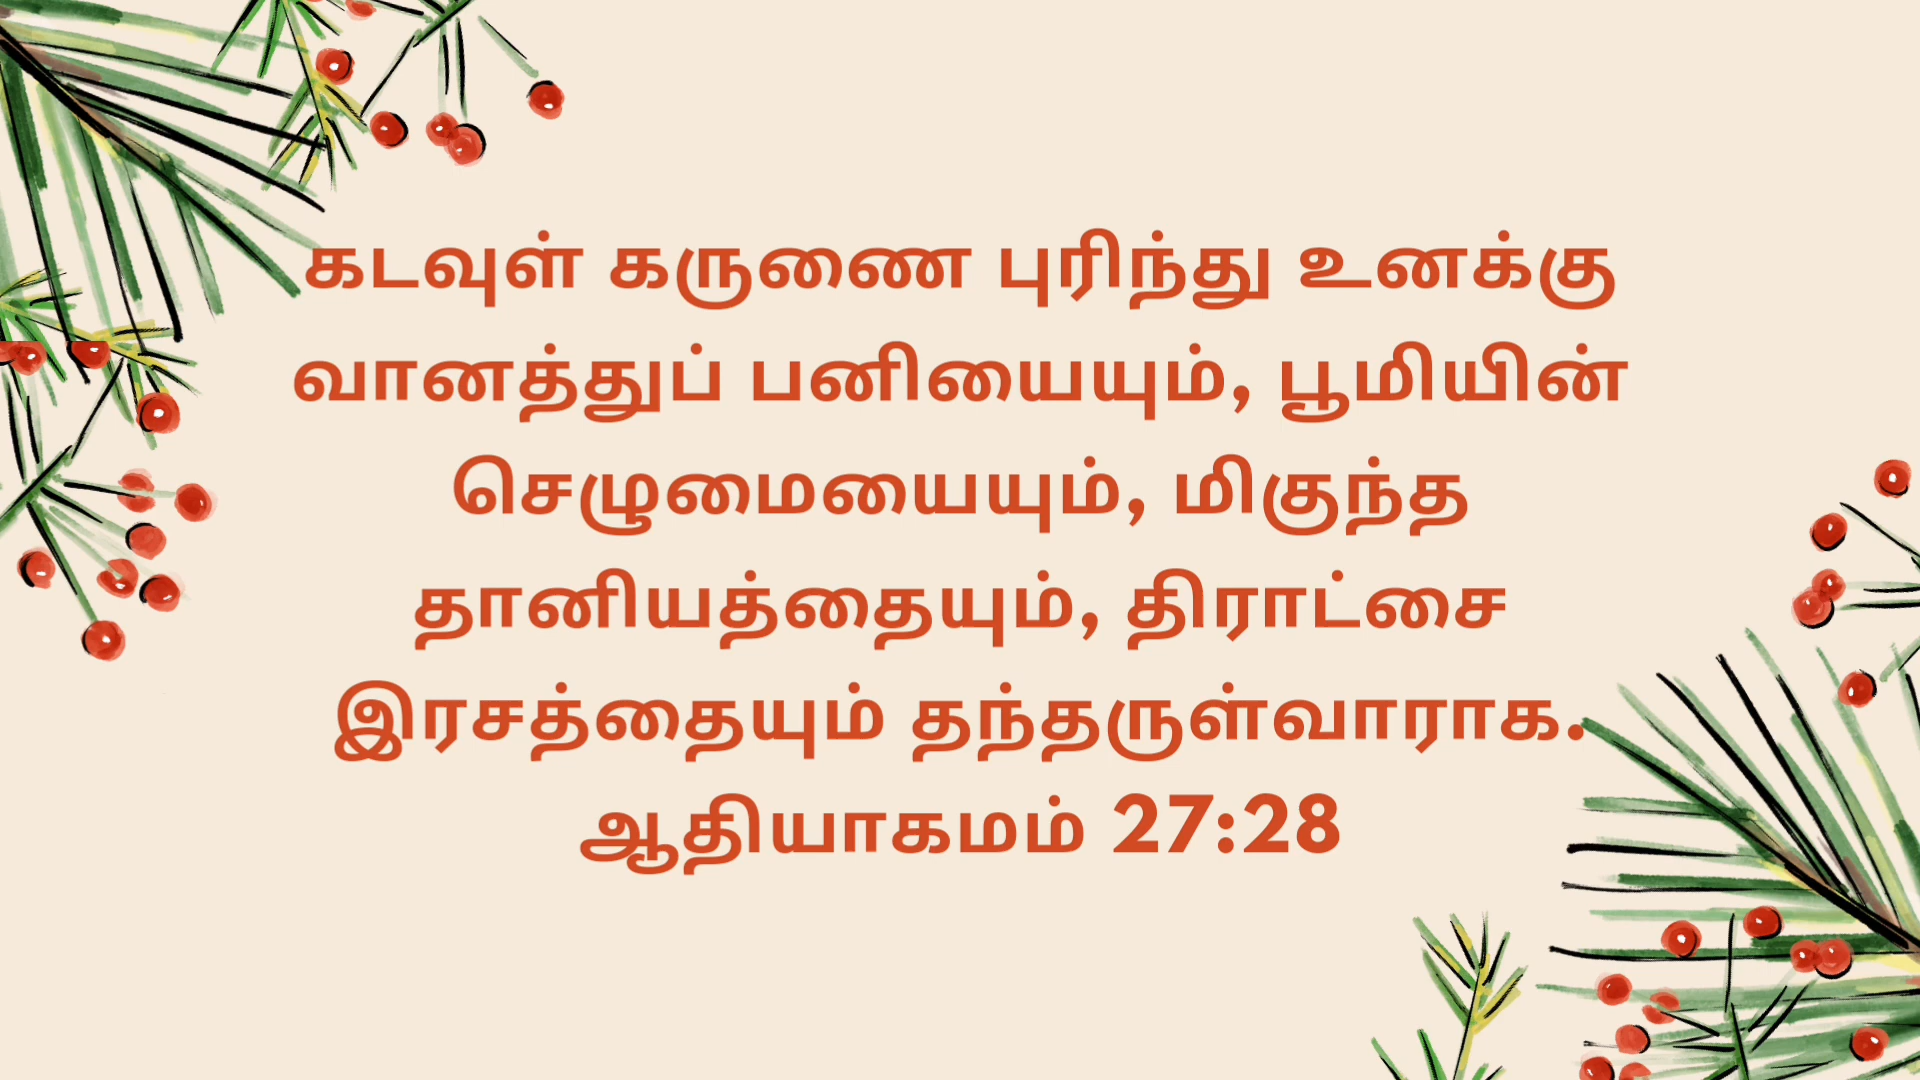 கடவுள் கருணை புரிந்து உனக்கு
வானத்துப் பனியையும், பூமியின்
செழுமையையும், மிகுந்த
தானியத்தையும், திராட்சை
இரசத்தையும் தந்தருள்வாராக.
ஆதியாகமம் 27:28